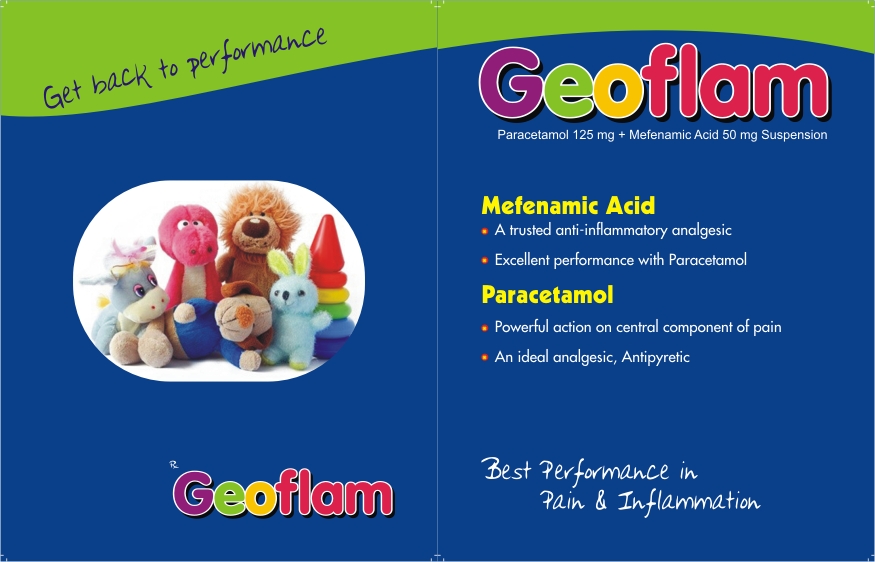 Get back to performance
Rx
Geoflam
Geoflam
Paracetamol 125 mg + Mefenamic Acid 50 mg Suspension
Mefenamic Acid
A trusted anti-inflammatory analgesic
Excellent performance with Paracetamol
Paracetamol
Powerful action on central component of pain
An ideal analgesic, Antipyretic
Best Performance in
Pain & Inflammation